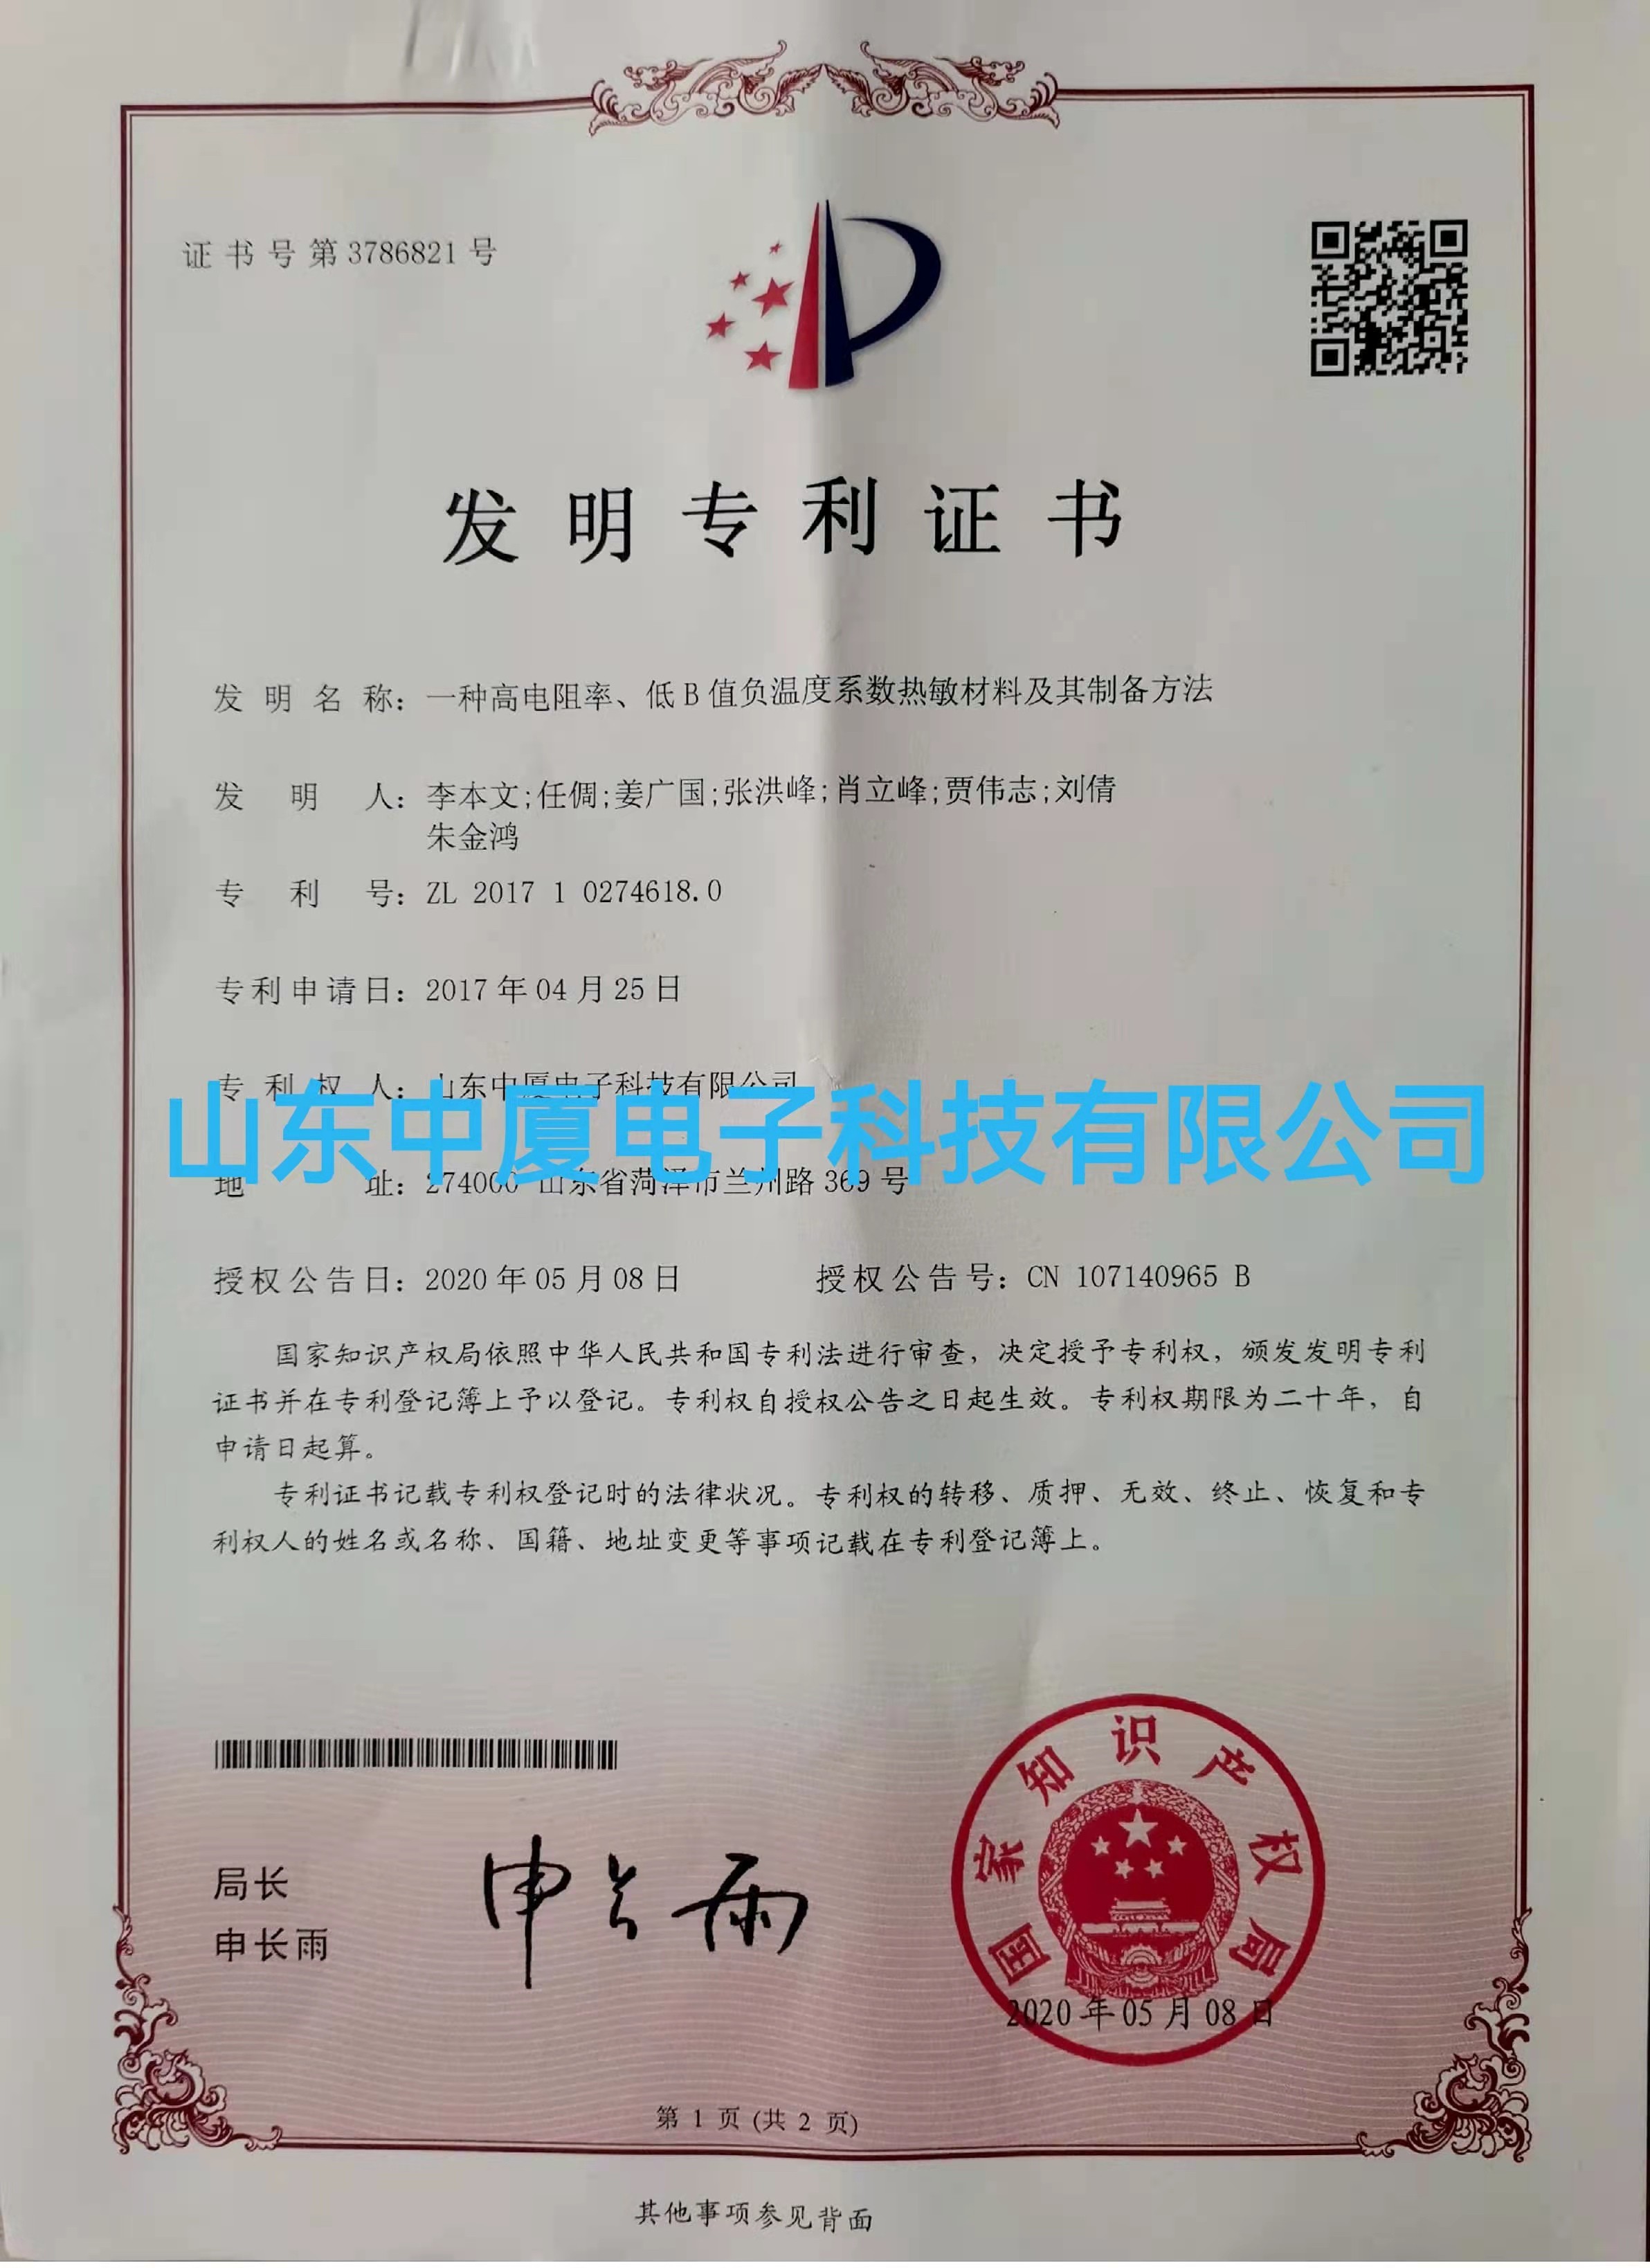 证书号第3786821号
发明专利证书
发明名称：一种高电阻率、低B值负温度系数热敏材料及其制备方法
发明人：李本文;任倜;姜广国;张洪峰;肖立峰;贾伟志;刘倩
朱金鸿
专利号：ZL 2017 1 0274618.0
专利申请日：2017年04月25日
专利权人：山东中厦电子科技有限公司
山东中厦电子科技有限公司
地址：274000 山东省菏泽市兰州路369号
授权公告日：2020年05月08日 授权公告号：CN 107140965 B
国家知识产权局依照中华人民共和国专利法进行审查，决定授予专利权，颁发发明专利
证书并在专利登记簿上予以登记。专利权自授权公告之日起生效。专利权期限为二十年，自
申请日起算。
专利证书记载专利权登记时的法律状况。专利权的转移、质押、无效、终止、恢复和专
利权人的姓名或名称、国籍、地址变更等事项记载在专利登记簿上。
局长
申长雨
申长雨
国家知识产权局
2020年05月08日
第 1 页 (共 2 页)
其他事项参见背面